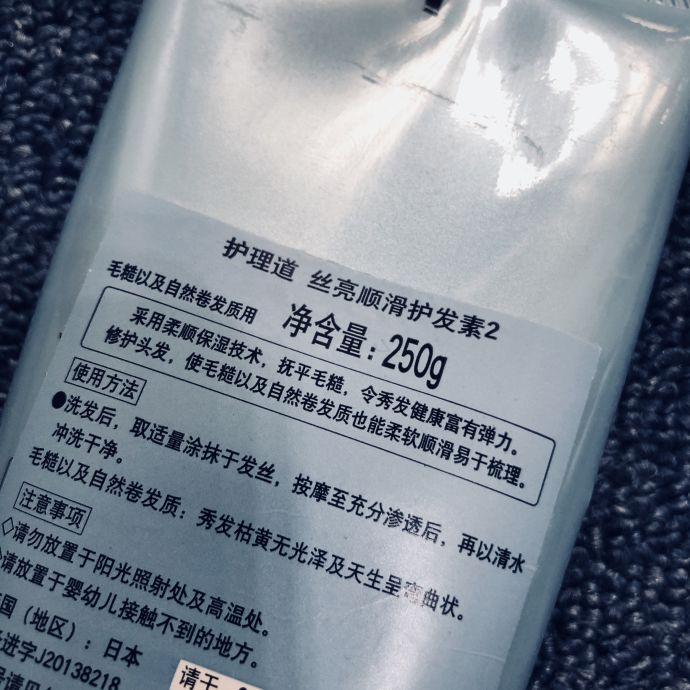 护理道 丝亮顺滑护发素2
毛糙以及自然卷发质用 净含量：250g
采用柔顺保湿技术，抚平毛糙，令秀发健康富有弹力。
修护头发，使毛糙以及自然卷发质也能柔软顺滑易于梳理。
使用方法
●洗发后，取适量涂抹于发丝，按摩至充分渗透后，再以清水
冲洗干净。
毛糙以及自然卷发质：秀发枯黄无光泽及天生呈弯曲状。
注意事项
◇请勿放置于阳光照射处及高温处。
◇请放置于婴幼儿接触不到的地方。
国（地区）：日本
进字J20138218
请于